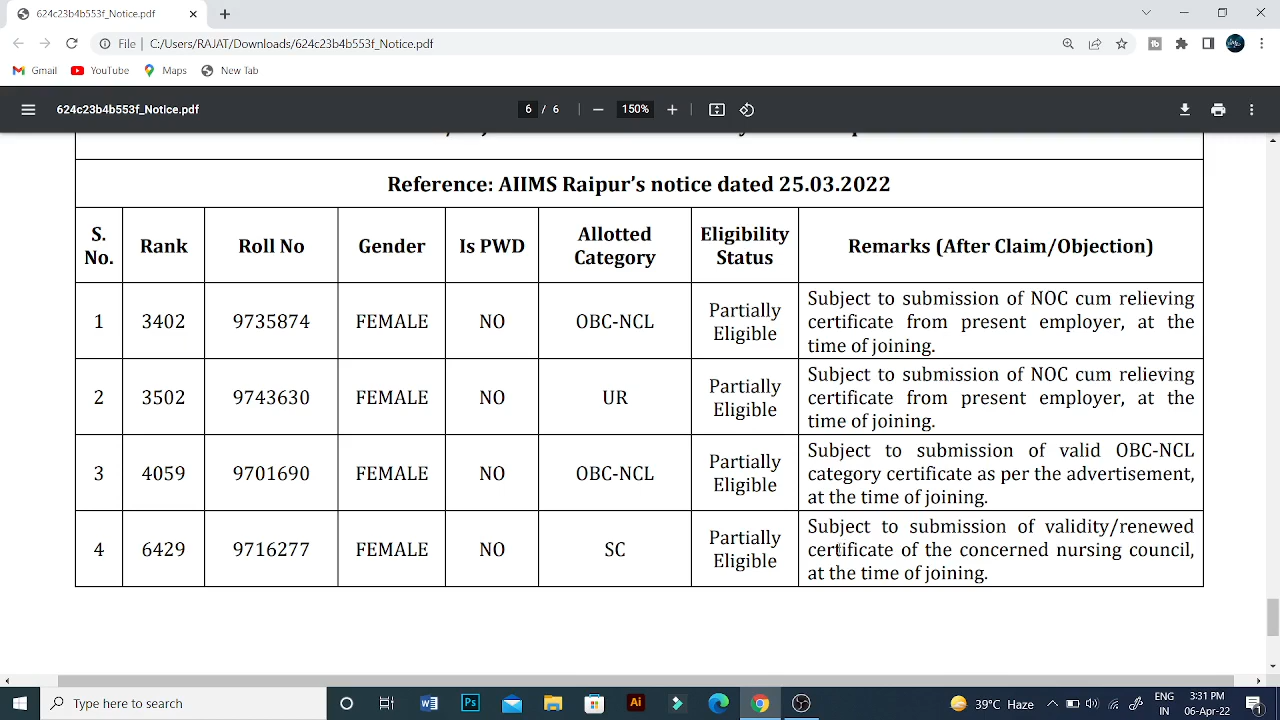 624c23b4b553f_Notice.pdf
File | C:/Users/RAJAT/Downloads/624c23b4b553f_Notice.pdf
Gmail YouTube Maps New Tab
624c23b4b553f_Notice.pdf 6 / 6 150%
Reference: AIIMS Raipur’s notice dated 25.03.2022
S. No. Rank Roll No Gender Is PWD Allotted Category Eligibility Status Remarks (After Claim/Objection)
1 3402 9735874 FEMALE NO OBC-NCL Partially Eligible Subject to submission of NOC cum relieving certificate from present employer, at the time of joining.
2 3502 9743630 FEMALE NO UR Partially Eligible Subject to submission of NOC cum relieving certificate from present employer, at the time of joining.
3 4059 9701690 FEMALE NO OBC-NCL Partially Eligible Subject to submission of valid OBC-NCL category certificate as per the advertisement, at the time of joining.
4 6429 9716277 FEMALE NO SC Partially Eligible Subject to submission of validity/renewed certificate of the concerned nursing council, at the time of joining.
Type here to search 39°C Haze ENG IN 3:31 PM 06-Apr-22